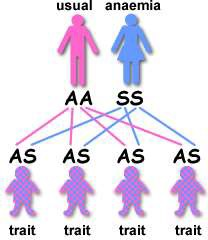 usual anaemia
AA SS
AS AS AS AS
trait trait trait trait